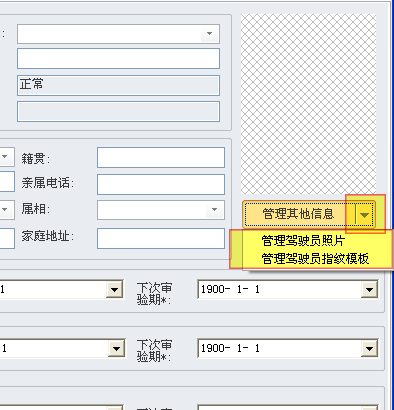 :
正常
籍贯:
亲属电话:
属相:
家庭地址:
管理其他信息
管理驾驶员照片
管理驾驶员指纹模板
1
下次审
验期*:
1900- 1- 1
1
下次审
验期*:
1900- 1- 1